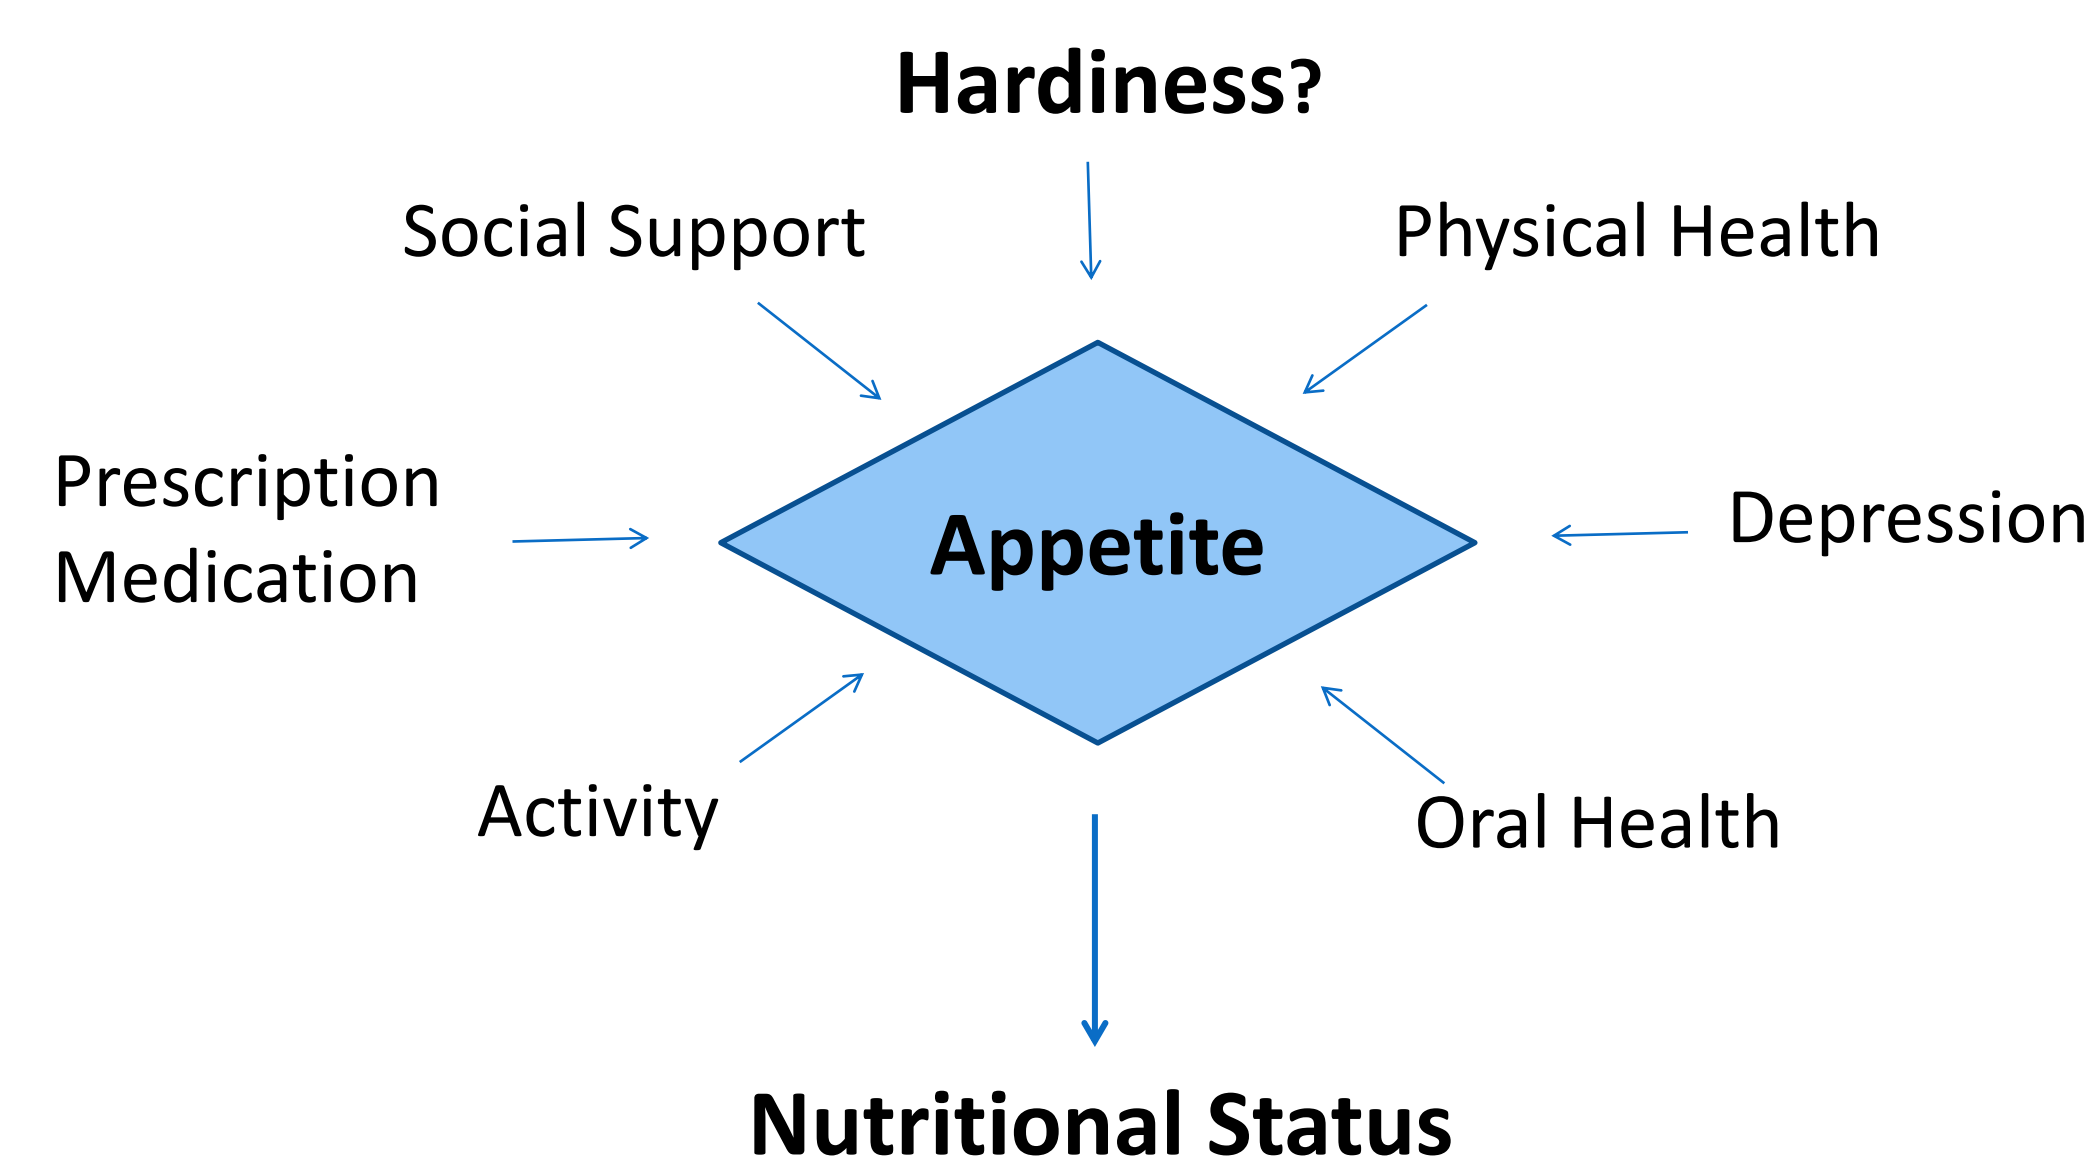 Hardiness?
Social Support
Physical Health
Prescription
Medication
Appetite
Depression
Activity
Oral Health
Nutritional Status